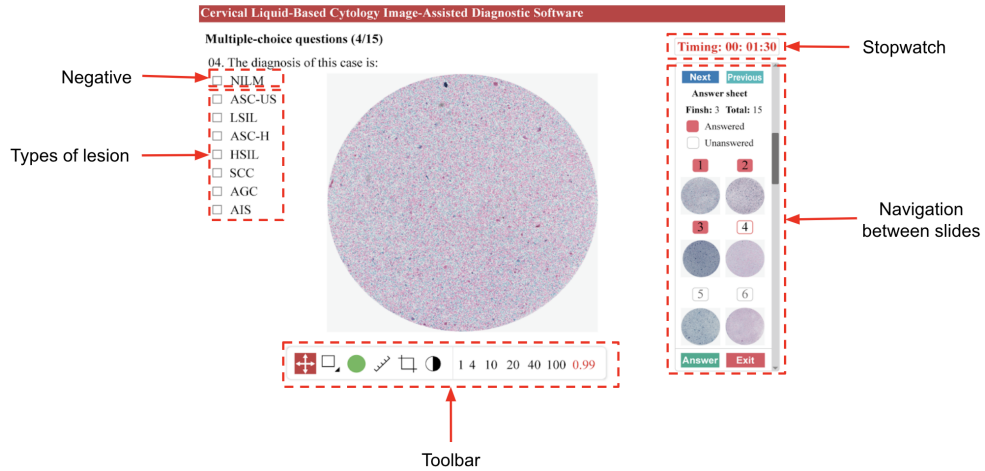 Cervical Liquid-Based Cytology Image-Assisted Diagnostic Software
Multiple-choice questions (4/15)
04. The diagnosis of this case is:
Negative
NILM
Types of lesion
ASC-US
LSIL
ASC-H
HSIL
SCC
AGC
AIS
Timing: 00: 01:30
Stopwatch
Next Previous
Answer sheet
Finsh: 3 Total: 15
Answered
Unanswered
1 2
3 4
5 6
Answer Exit
Navigation
between slides
1 4 10 20 40 100 0.99
Toolbar